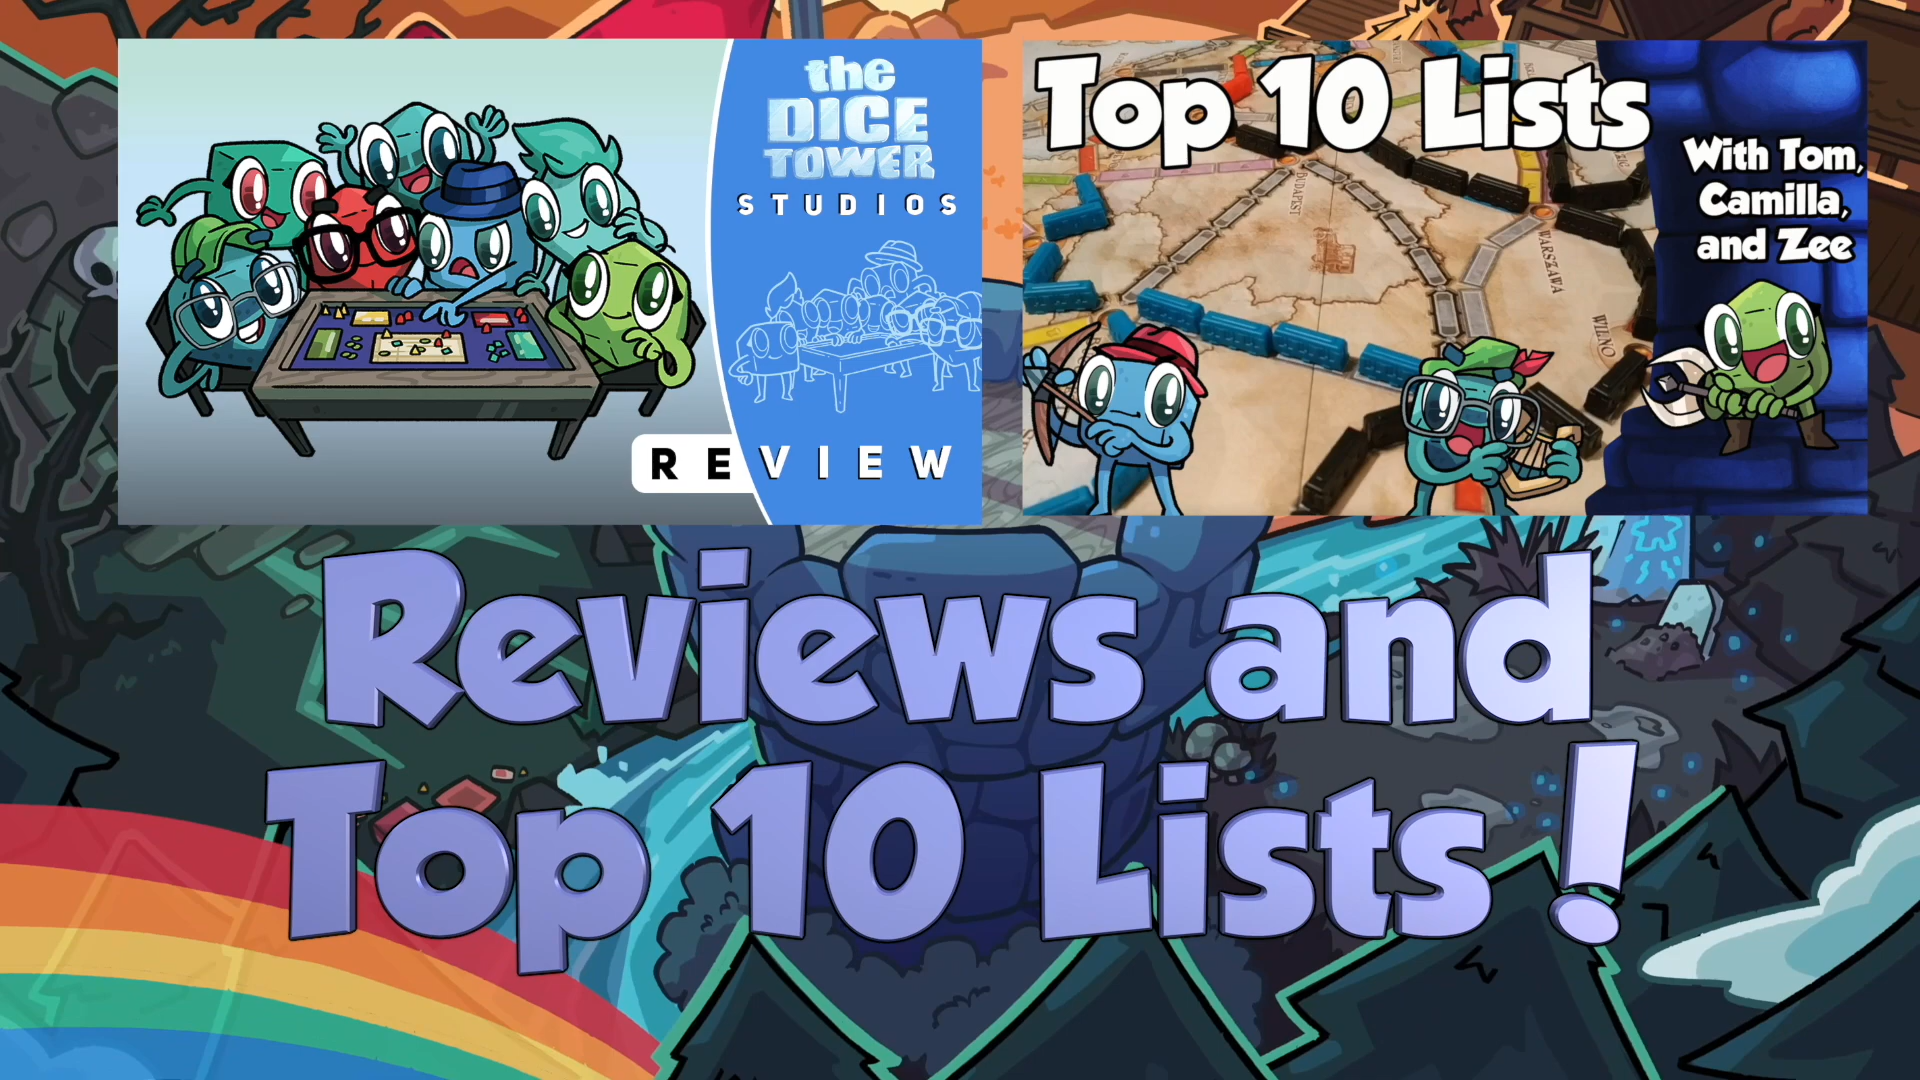 the
DICE
TOWER
STUDIOS
REVIEW
Top 10 Lists
With Tom,
Camilla,
and Zee
BUDAPEST
WARSZAWA
WILNO
Reviews and
Top 10 Lists!